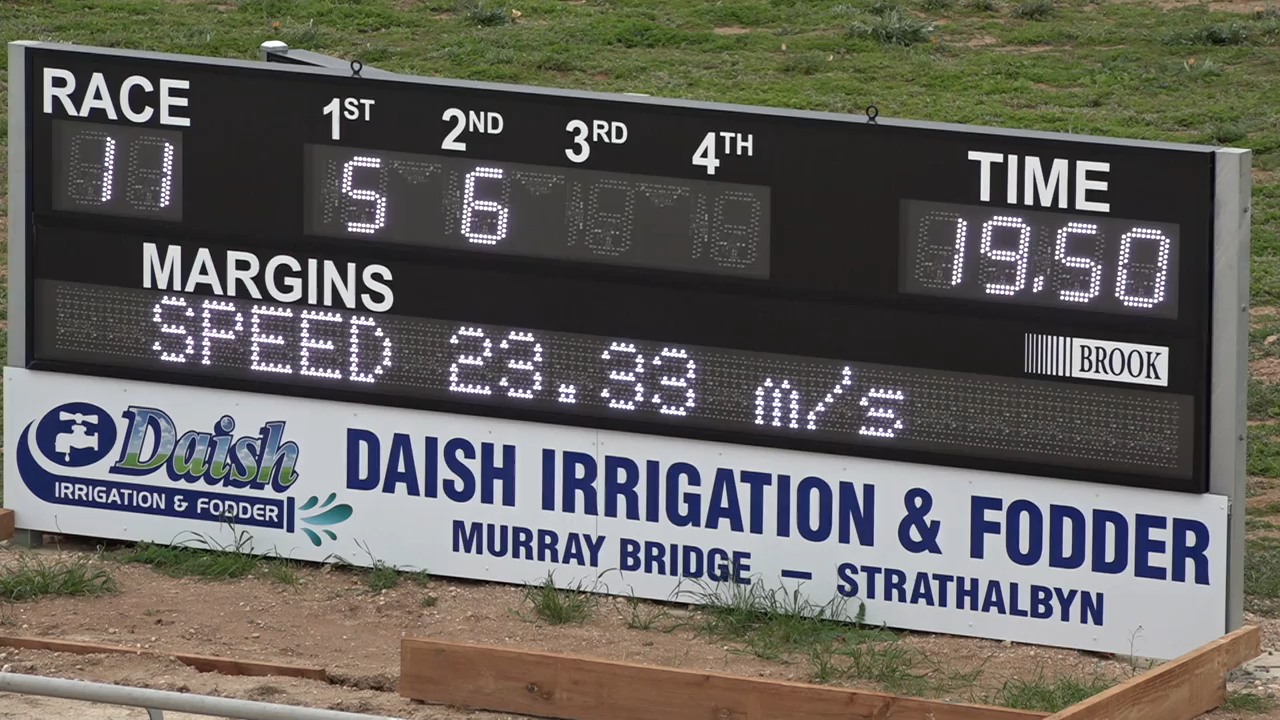 RACE 1ST 2ND 3RD 4TH TIME
11 5 6 19.50
MARGINS
SPEED 23.33 m/s
BROOK
Daish
IRRIGATION & FODDER
DAISH IRRIGATION & FODDER
MURRAY BRIDGE – STRATHALBYN